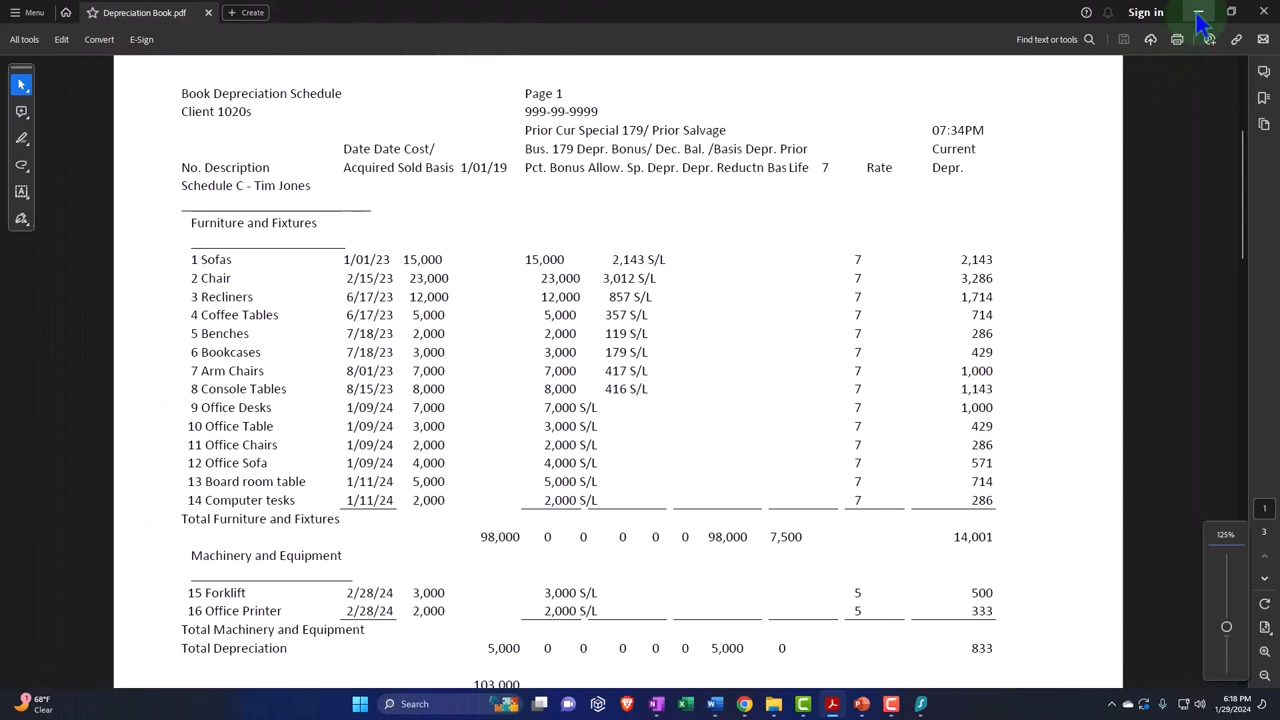 Menu
Depreciation Book.pdf
Create
Sign in
All tools Edit Convert E-Sign
Find text or tools
Book Depreciation Schedule Page 1
Client 1020s 999-99-9999
Prior Cur Special 179/ Prior Salvage 07:34PM
Date Date Cost/ Bus. 179 Depr. Bonus/ Dec. Bal. /Basis Depr. Prior Current
No. Description Acquired Sold Basis 1/01/19 Pct. Bonus Allow. Sp. Depr. Depr. Reductn Bas Life 7 Rate Depr.
Schedule C - Tim Jones
Furniture and Fixtures
1 Sofas 1/01/23 15,000 15,000 2,143 S/L 7 2,143
2 Chair 2/15/23 23,000 23,000 3,012 S/L 7 3,286
3 Recliners 6/17/23 12,000 12,000 857 S/L 7 1,714
4 Coffee Tables 6/17/23 5,000 5,000 357 S/L 7 714
5 Benches 7/18/23 2,000 2,000 119 S/L 7 286
6 Bookcases 7/18/23 3,000 3,000 179 S/L 7 429
7 Arm Chairs 8/01/23 7,000 7,000 417 S/L 7 1,000
8 Console Tables 8/15/23 8,000 8,000 416 S/L 7 1,143
9 Office Desks 1/09/24 7,000 7,000 S/L 7 1,000
10 Office Table 1/09/24 3,000 3,000 S/L 7 429
11 Office Chairs 1/09/24 2,000 2,000 S/L 7 286
12 Office Sofa 1/09/24 4,000 4,000 S/L 7 571
13 Board room table 1/11/24 5,000 5,000 S/L 7 714
14 Computer tesks 1/11/24 2,000 2,000 S/L 7 286
Total Furniture and Fixtures
98,000 0 0 0 0 0 98,000 7,500 14,001
Machinery and Equipment
15 Forklift 2/28/24 3,000 3,000 S/L 5 500
16 Office Printer 2/28/24 2,000 2,000 S/L 5 333
Total Machinery and Equipment
Total Depreciation 5,000 0 0 0 0 0 5,000 0 833
103,000
1
3
125%
68°F
Clear
Search
6:18 PM
1/29/2024